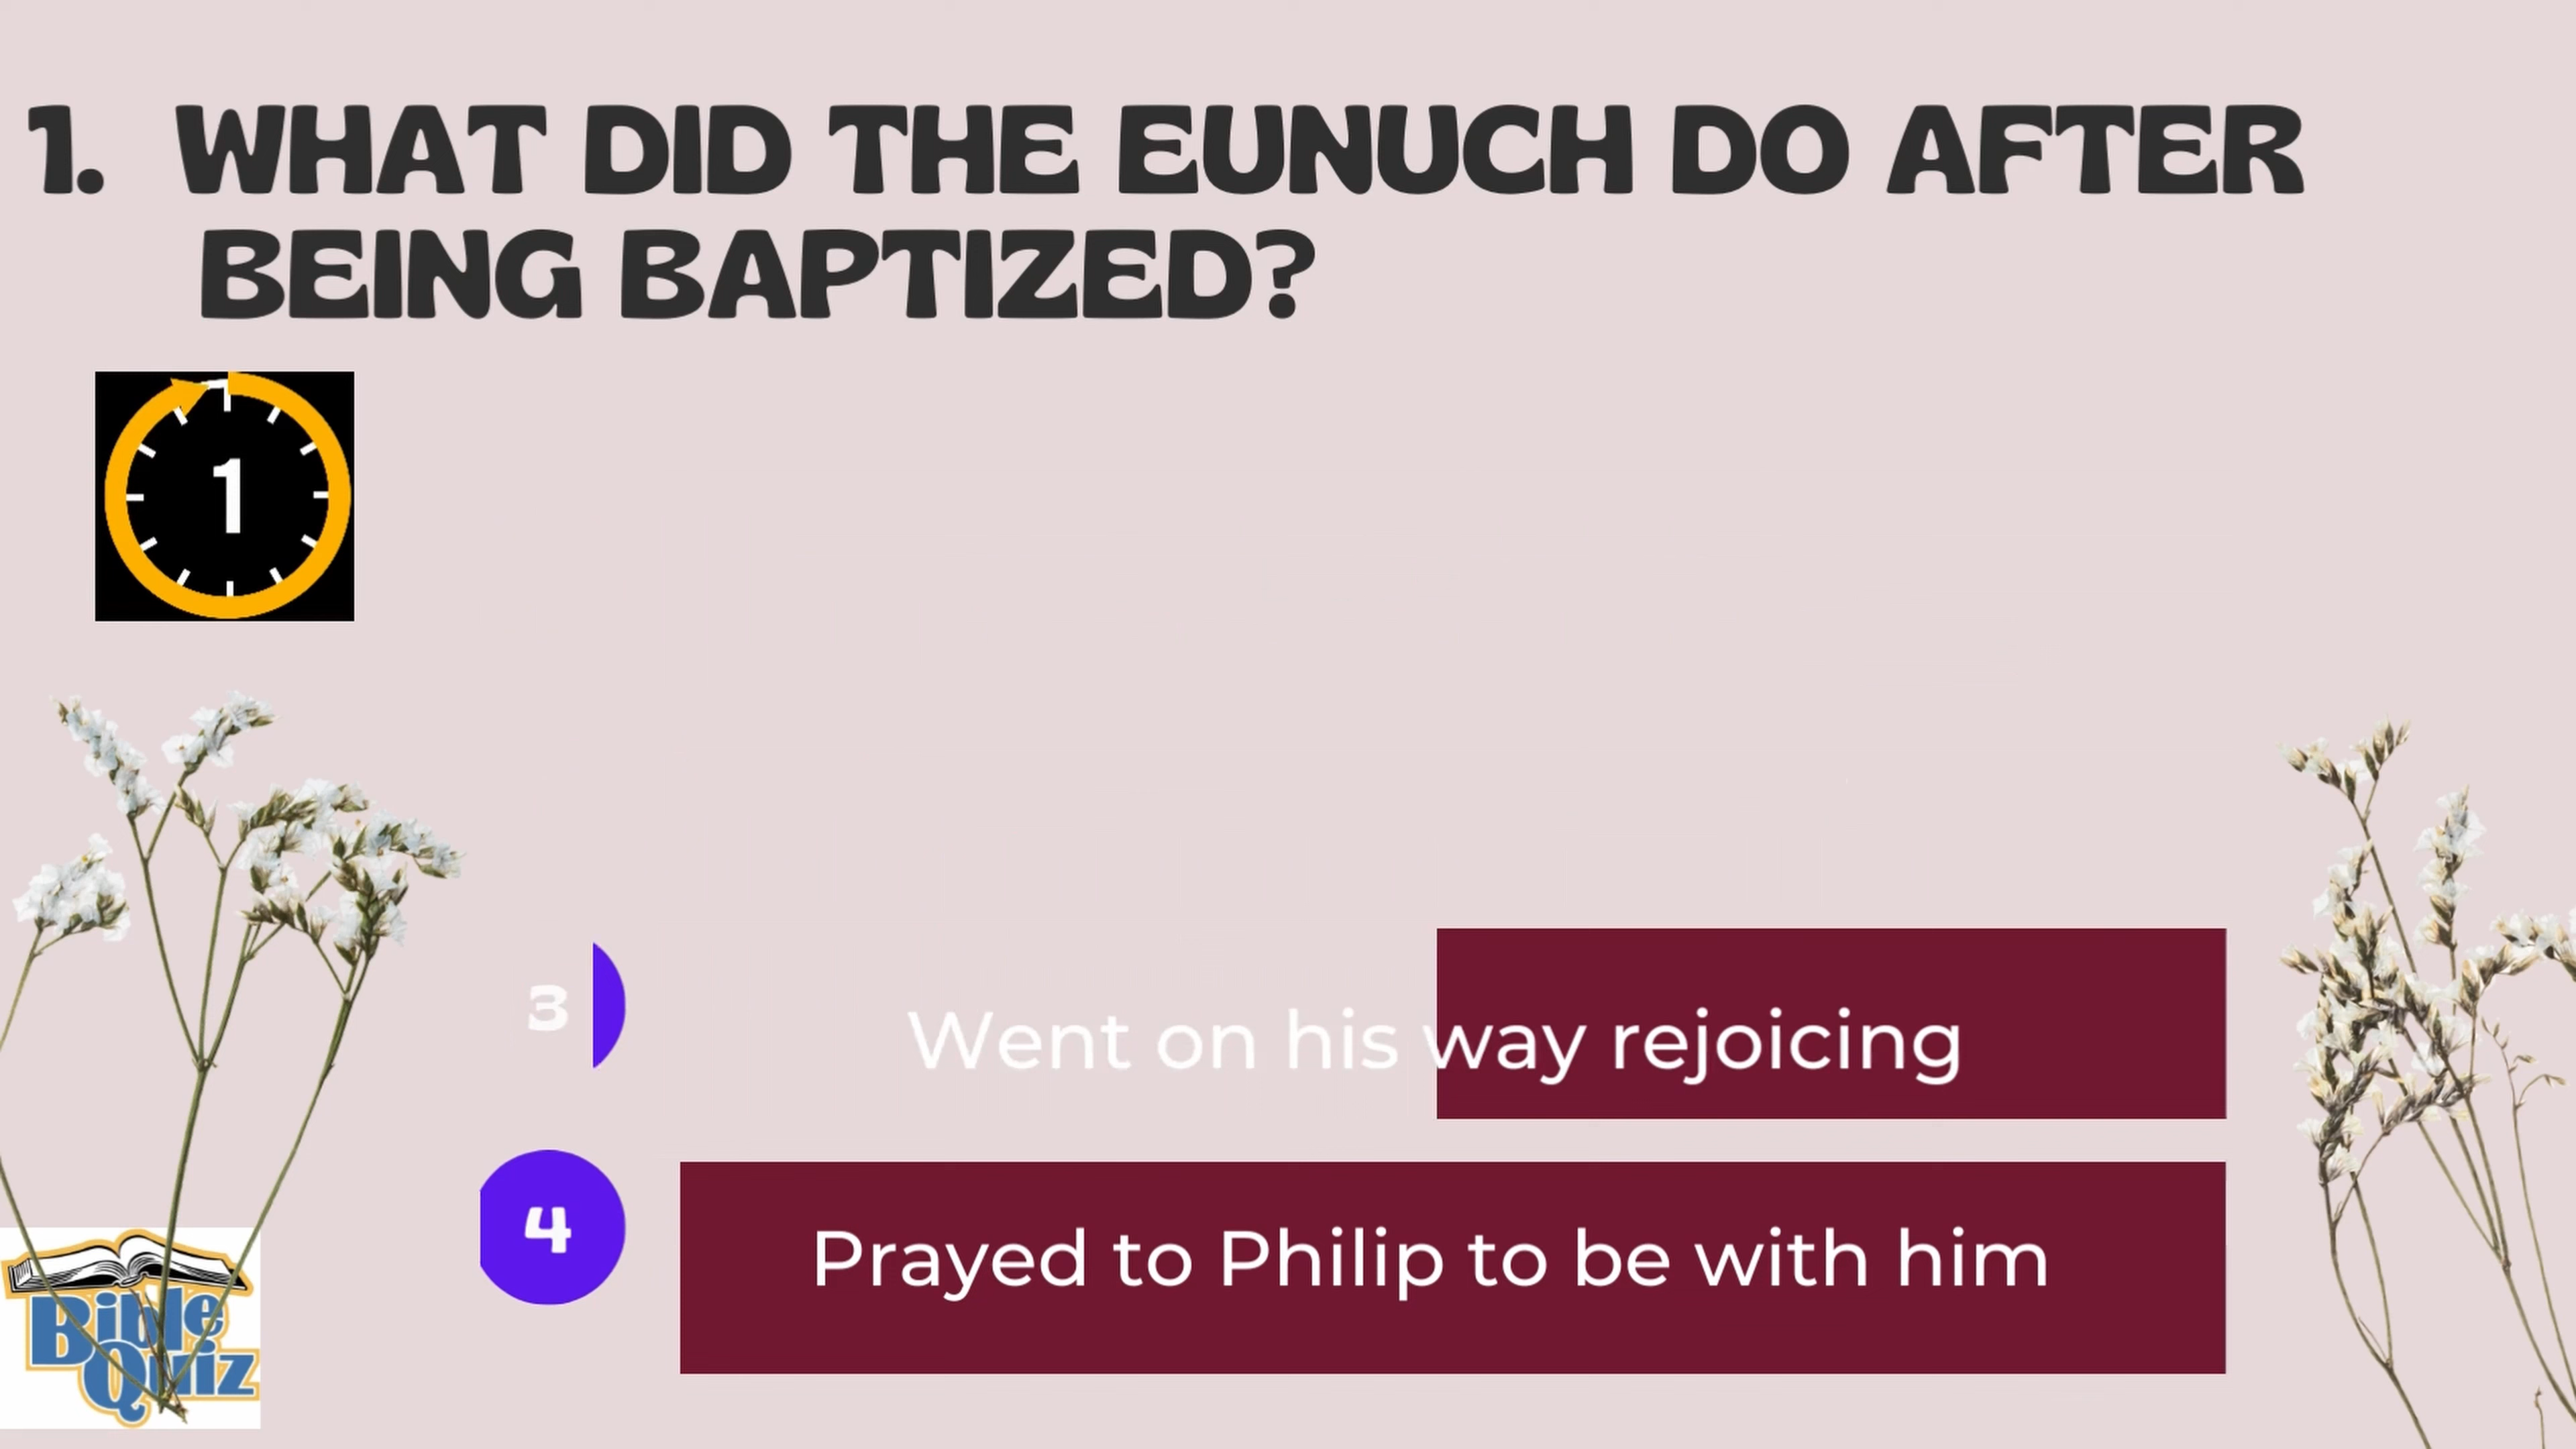 1. WHAT DID THE EUNUCH DO AFTER
BEING BAPTIZED?
1
3
Went on his way rejoicing
4
Prayed to Philip to be with him
Bible
Quiz